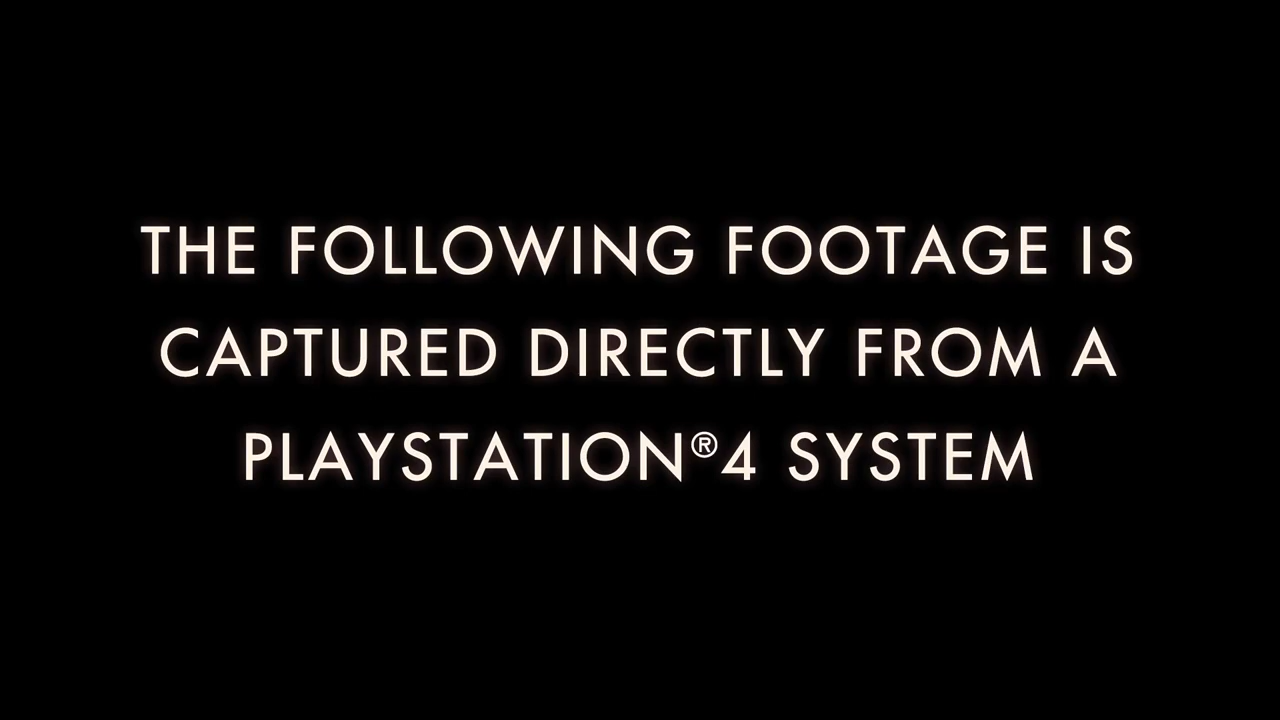 THE FOLLOWING FOOTAGE IS
CAPTURED DIRECTLY FROM A
PLAYSTATION®4 SYSTEM